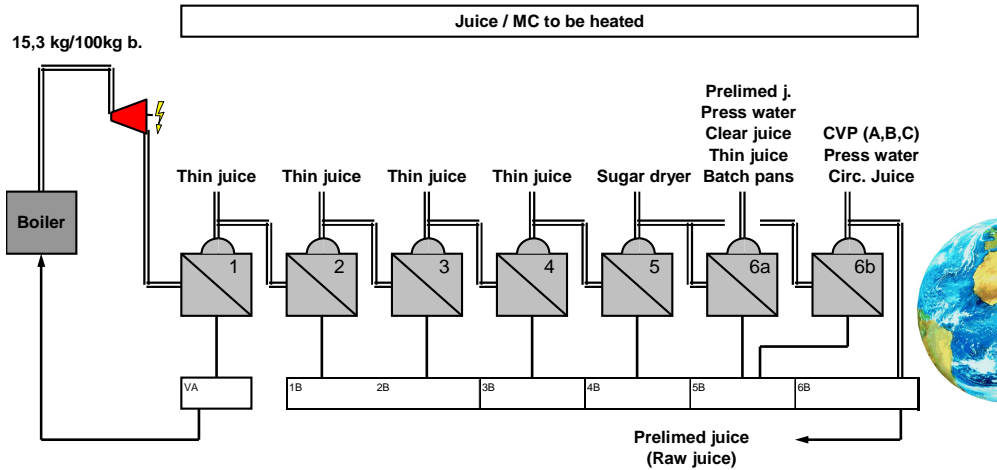 Juice / MC to be heated
15,3 kg/100kg b.
Prelimed j.
Press water
Clear juice
Thin juice
Batch pans
CVP (A,B,C)
Press water
Circ. Juice
Thin juice
Thin juice
Thin juice
Thin juice
Sugar dryer
Boiler
1
2
3
4
5
6a
6b
VA
1B
2B
3B
4B
5B
6B
Prelimed juice
(Raw juice)